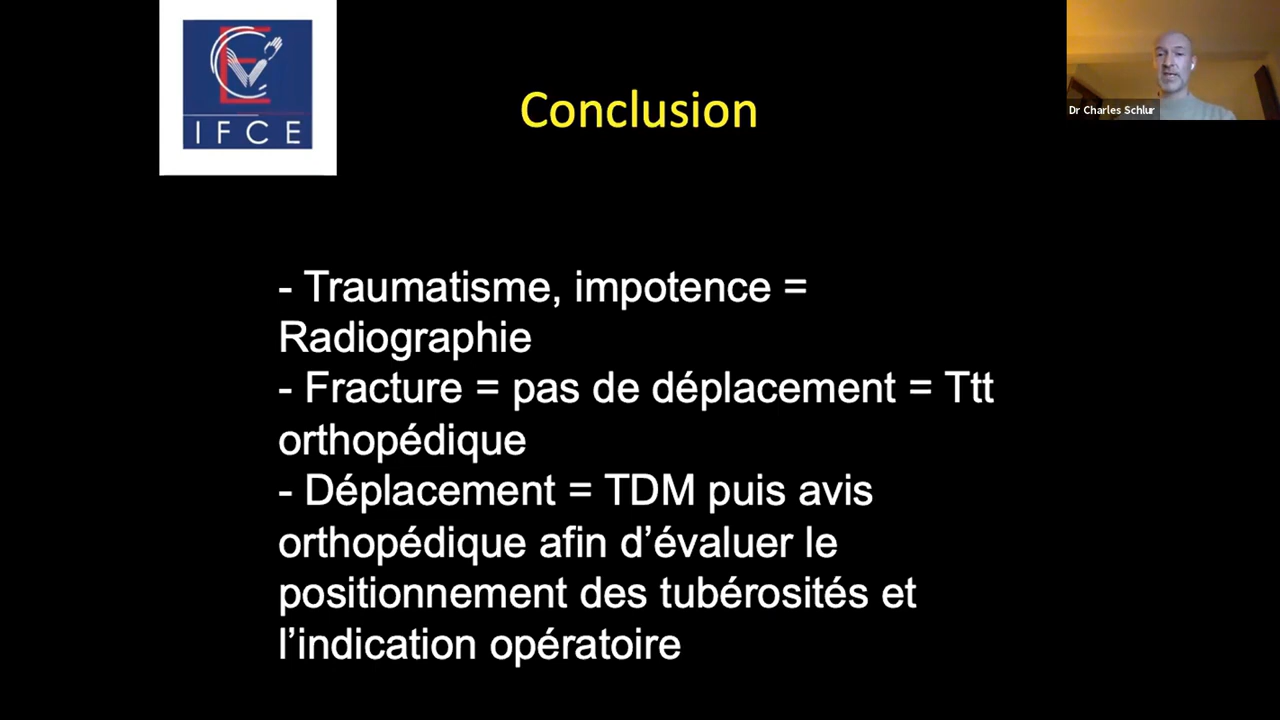 IFCE
Conclusion
Dr Charles Schlur
- Traumatisme, impotence =
Radiographie
- Fracture = pas de déplacement = Ttt
orthopédique
- Déplacement = TDM puis avis
orthopédique afin d’évaluer le
positionnement des tubérosités et
l’indication opératoire